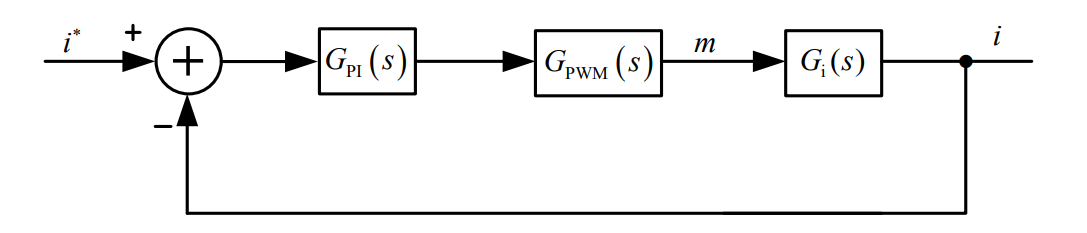 i* + + G_PI (s) G_PWM (s) m G_i (s) i
−